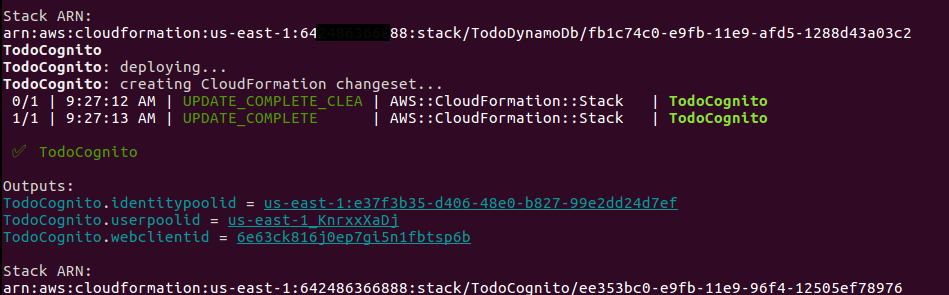 Stack ARN:
arn:aws:cloudformation:us-east-1:64 88:stack/TodoDynamoDb/fb1c74c0-e9fb-11e9-afd5-1288d43a03c2
TodoCognito
TodoCognito: deploying...
TodoCognito: creating CloudFormation changeset...
0/1 | 9:27:12 AM | UPDATE_COMPLETE_CLEA | AWS::CloudFormation::Stack | TodoCognito
1/1 | 9:27:13 AM | UPDATE_COMPLETE | AWS::CloudFormation::Stack | TodoCognito
✅ TodoCognito
Outputs:
TodoCognito.identitypoolid = us-east-1:e37f3b35-d406-48e0-b827-99e2dd24d7ef
TodoCognito.userpoolid = us-east-1_KnrxxXaDj
TodoCognito.webclientid = 6e63ck816j0ep7gi5n1fbtsp6b
Stack ARN:
arn:aws:cloudformation:us-east-1:642486366888:stack/TodoCognito/ee353bc0-e9fb-11e9-96f4-12505ef78976